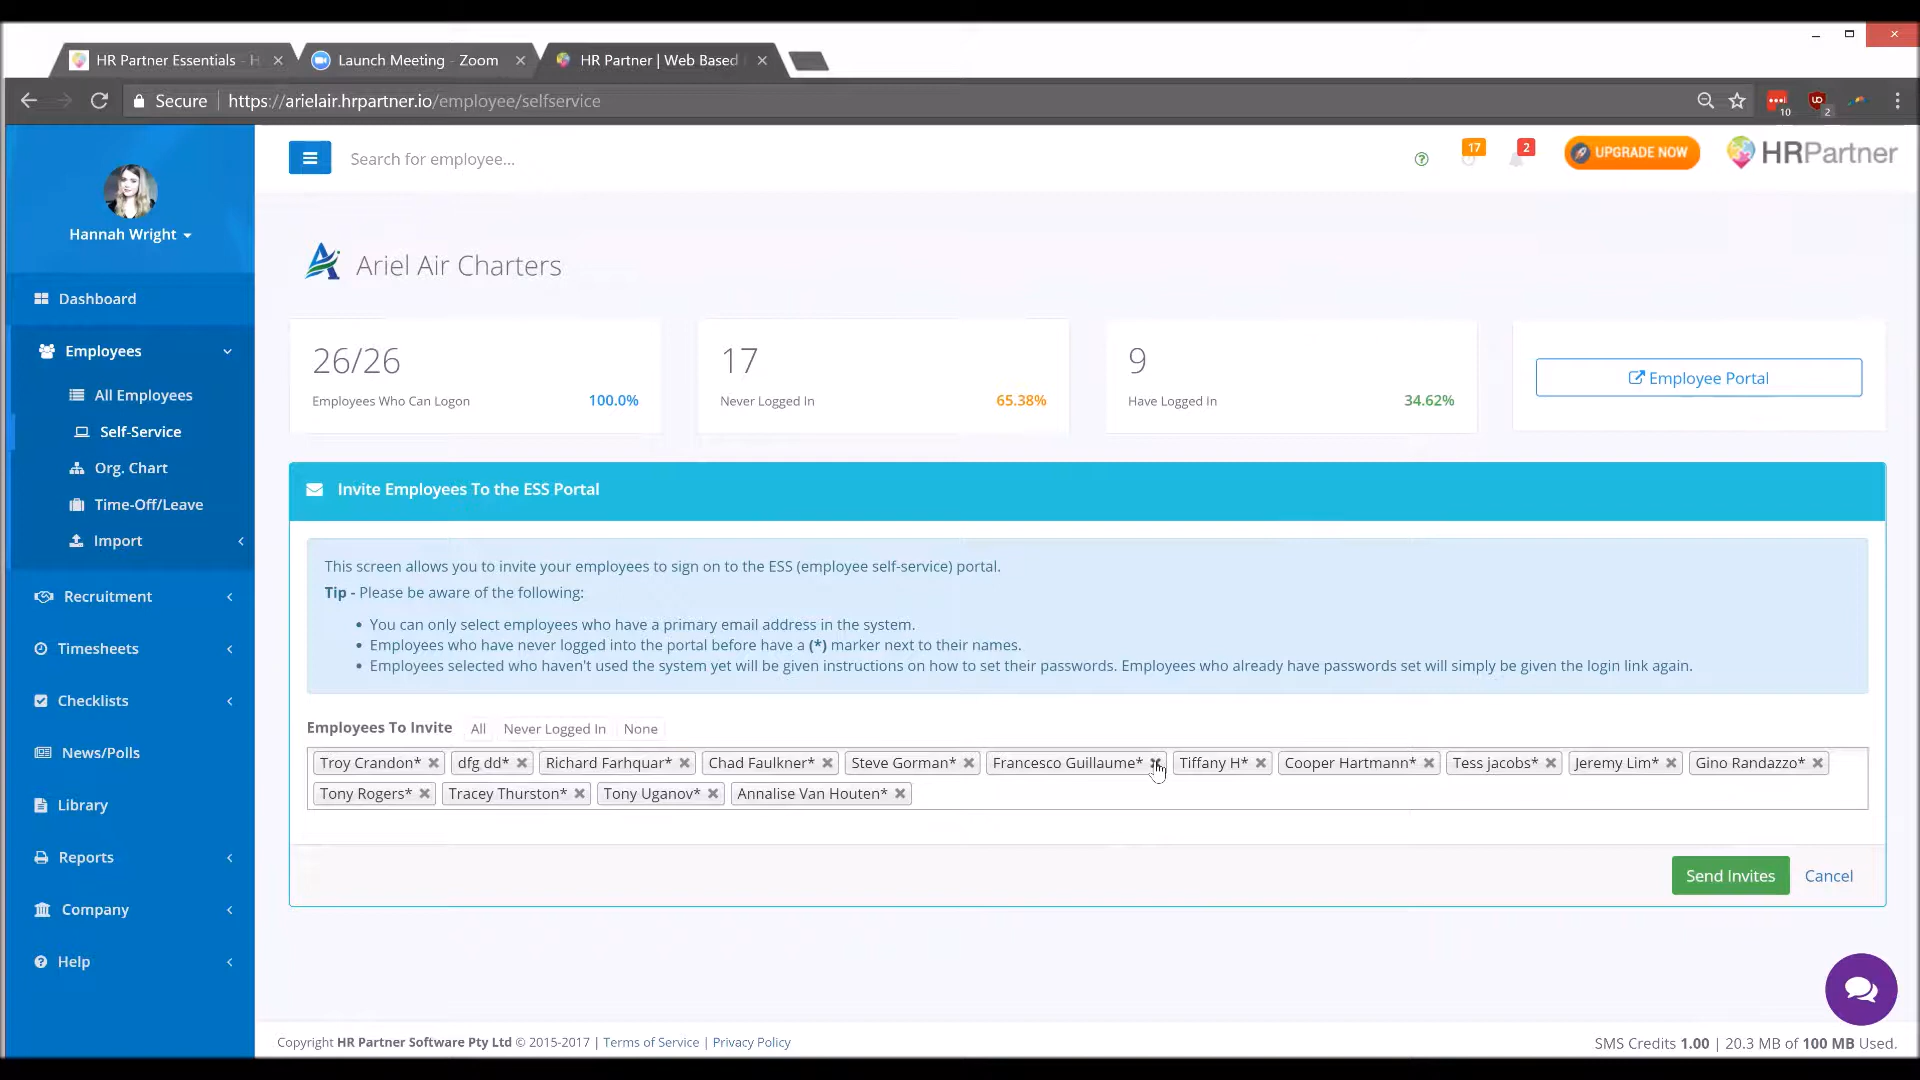 HR Partner Essentials - H
Launch Meeting - Zoom
HR Partner | Web Based
Secure https://arielair.hrpartner.io/employee/selfservice
10
2
Hannah Wright
Search for employee...
17
2
UPGRADE NOW
HRPartner
Dashboard
Employees
All Employees
Self-Service
Org. Chart
Time-Off/Leave
Import
Recruitment
Timesheets
Checklists
News/Polls
Library
Reports
Company
Help
Ariel Air Charters
26/26
Employees Who Can Logon 100.0%
17
Never Logged In 65.38%
9
Have Logged In 34.62%
Employee Portal
Invite Employees To the ESS Portal
This screen allows you to invite your employees to sign on to the ESS (employee self-service) portal.
Tip - Please be aware of the following:
• You can only select employees who have a primary email address in the system.
• Employees who have never logged into the portal before have a (*) marker next to their names.
• Employees selected who haven't used the system yet will be given instructions on how to set their passwords. Employees who already have passwords set will simply be given the login link again.
Employees To Invite All Never Logged In None
Troy Crandon* dfg dd* Richard Farhquar* Chad Faulkner* Steve Gorman* Francesco Guillaume* Tiffany H* Cooper Hartmann* Tess jacobs* Jeremy Lim* Gino Randazzo*
Tony Rogers* Tracey Thurston* Tony Uganov* Annalise Van Houten*
Send Invites Cancel
Copyright HR Partner Software Pty Ltd © 2015-2017 | Terms of Service | Privacy Policy
SMS Credits 1.00 | 20.3 MB of 100 MB Used.